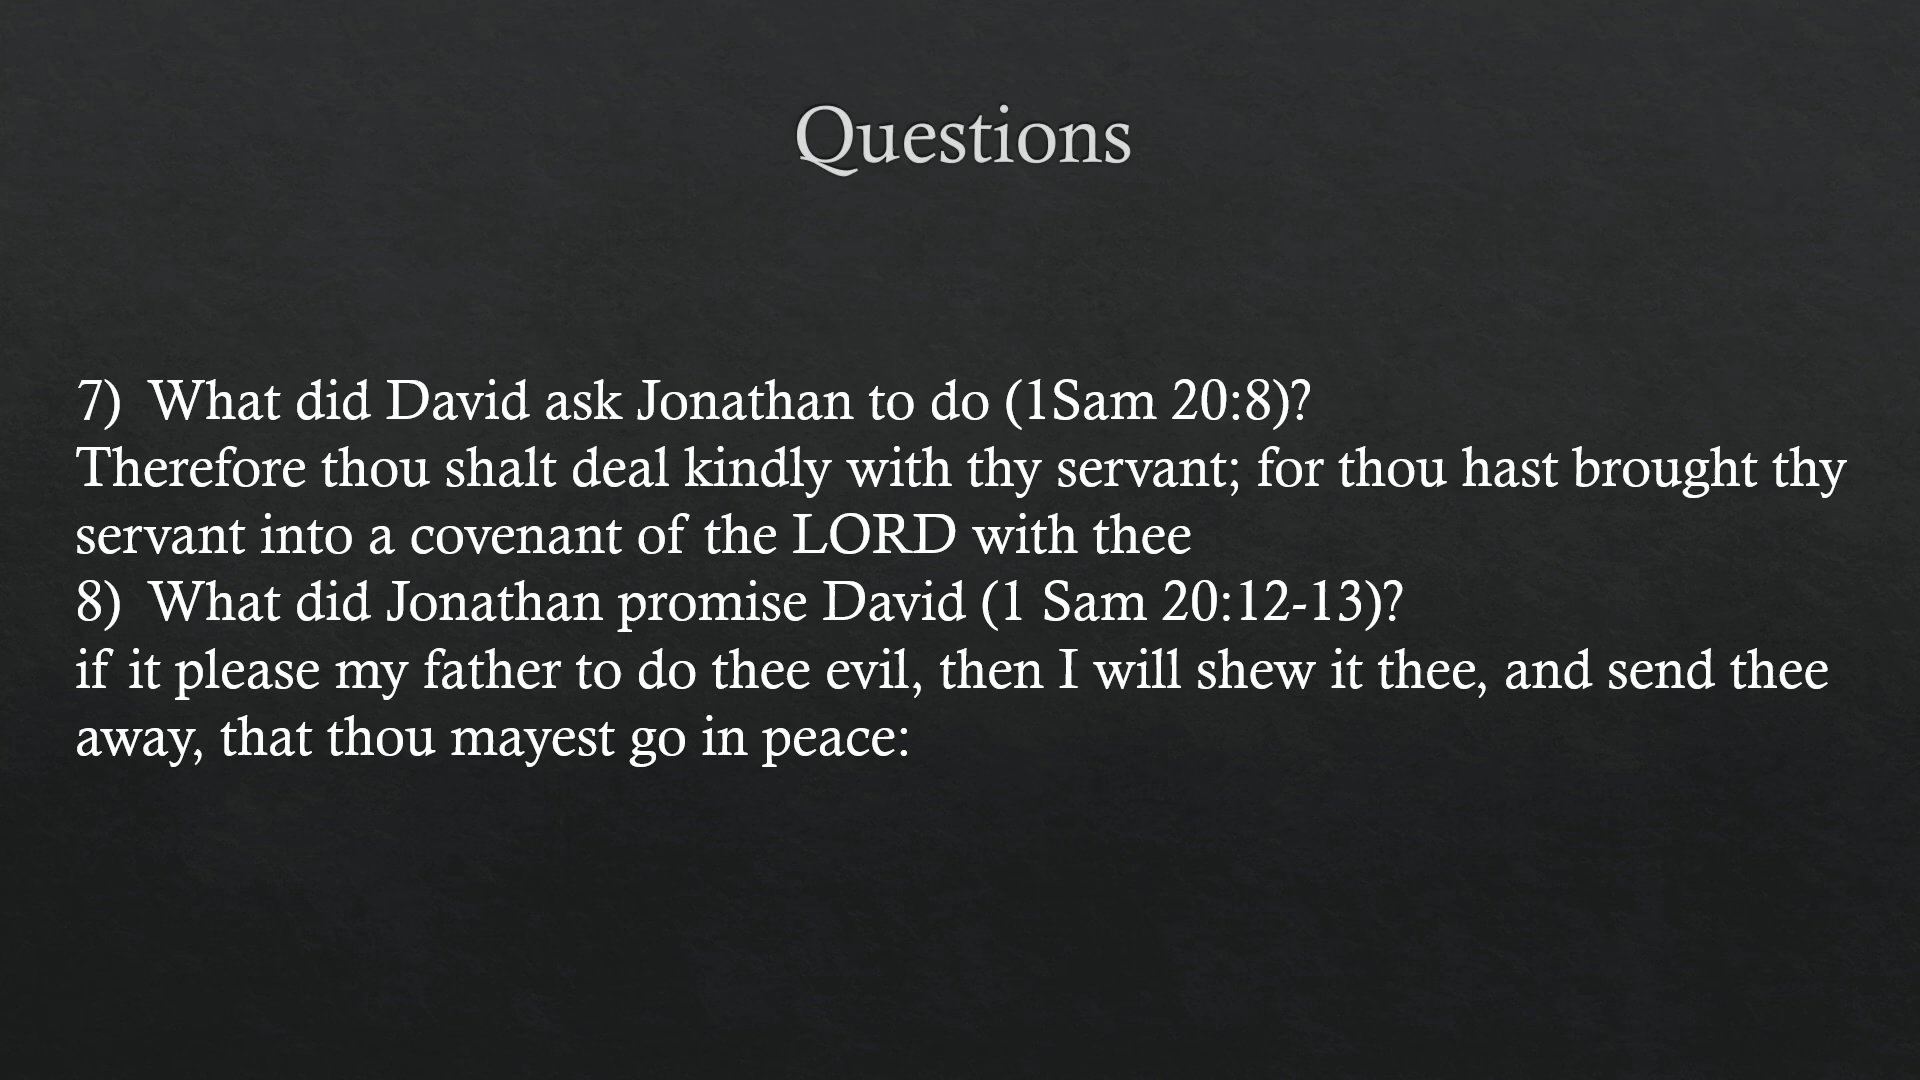 Questions
7)  What did David ask Jonathan to do (1Sam 20:8)?
Therefore thou shalt deal kindly with thy servant; for thou hast brought thy
servant into a covenant of the LORD with thee
8)  What did Jonathan promise David (1 Sam 20:12-13)?
if it please my father to do thee evil, then I will shew it thee, and send thee
away, that thou mayest go in peace: